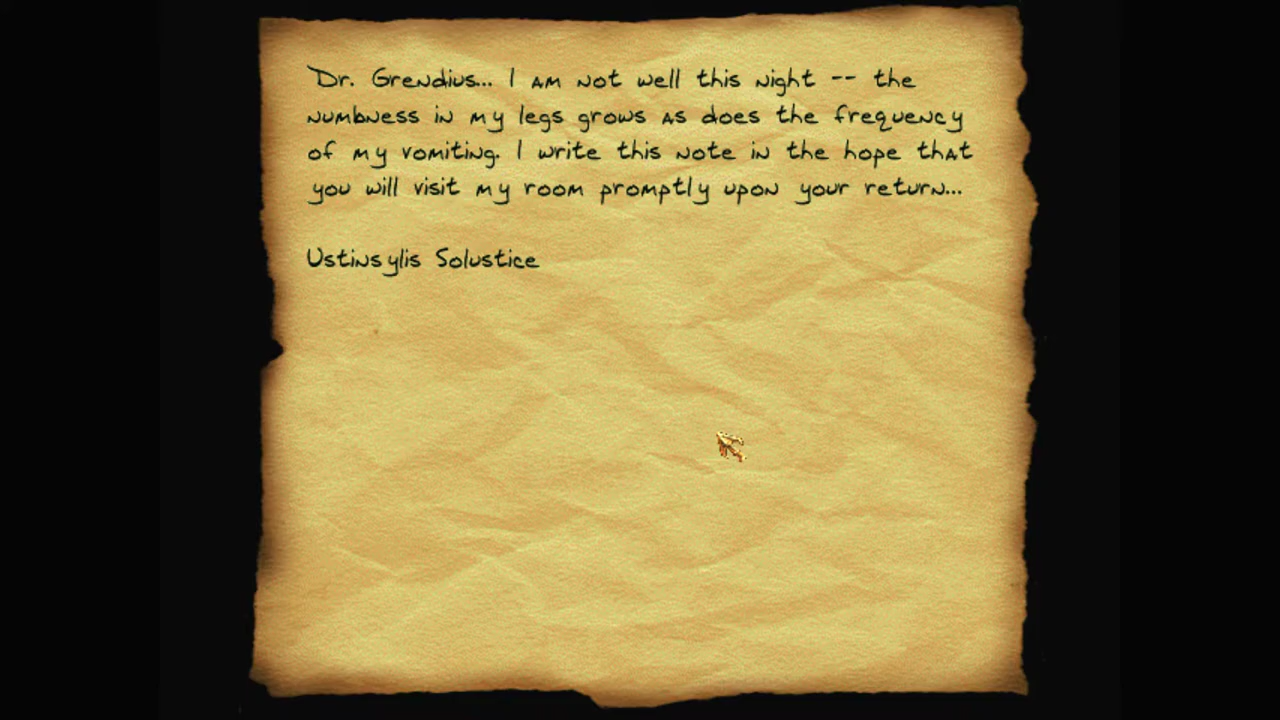 Dr. Grendius... I am not well this night -- the
numbness in my legs grows as does the frequency
of my vomiting. I write this note in the hope that
you will visit my room promptly upon your return...
Ustinsylis Solustice